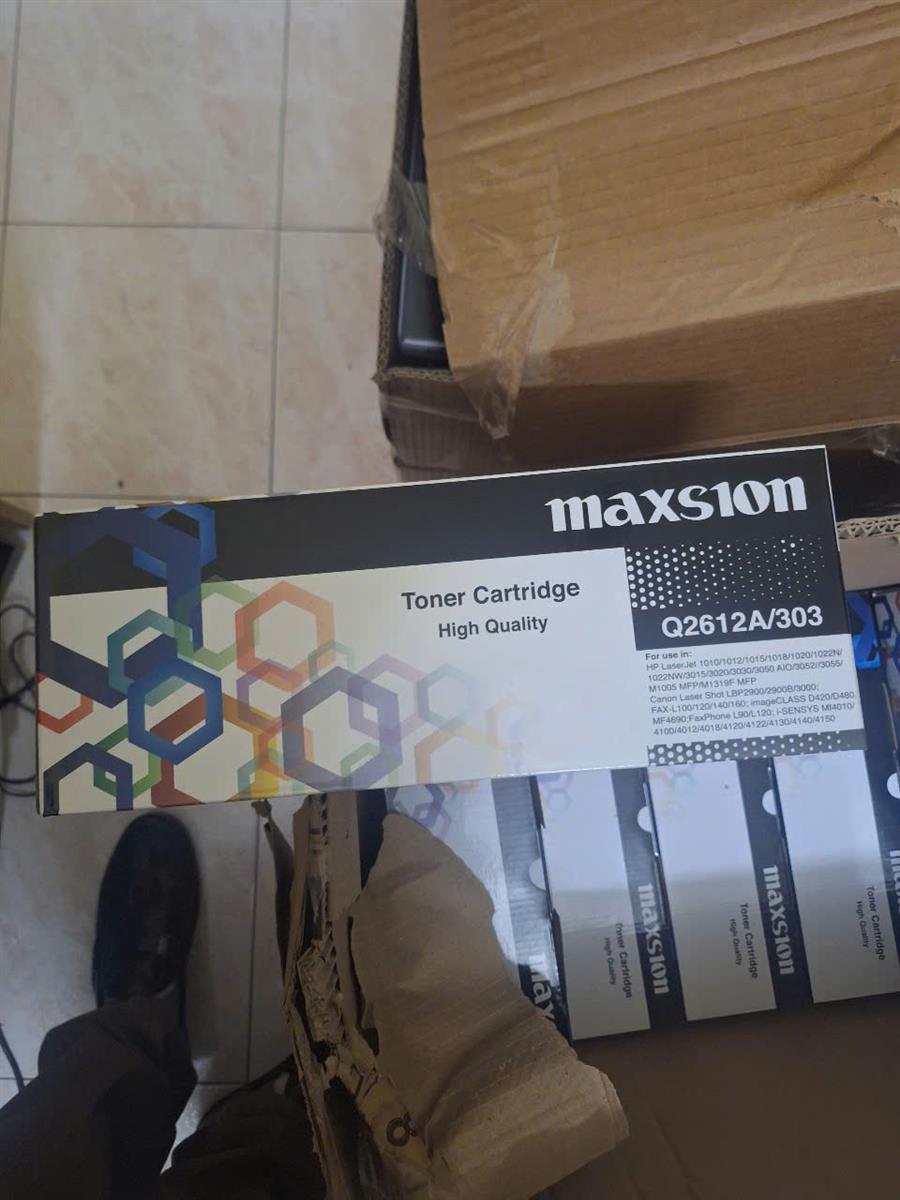 maxsion
Toner Cartridge
High Quality
Q2612A/303
For use in:
HP LaserJet 1010/1012/1015/1018/1020/1022N/
1022NW/3015/3020/3030/3050 AIO/3052//3055/
M1005 MFP/M1319F MFP
Canon Laser Shot LBP2900/2900B/3000;
FAX-L100/120/140/160; imageCLASS D420/D480
MF4690;FaxPhone L90/L120; i-SENSYS Mf4010/
4100/4012/4018/4120/4122/4130/4140/4150
maxsion
Toner Cartridge
High Quality
maxsion
Toner Cartridge
High Quality
Toner Cartridge
High Quality